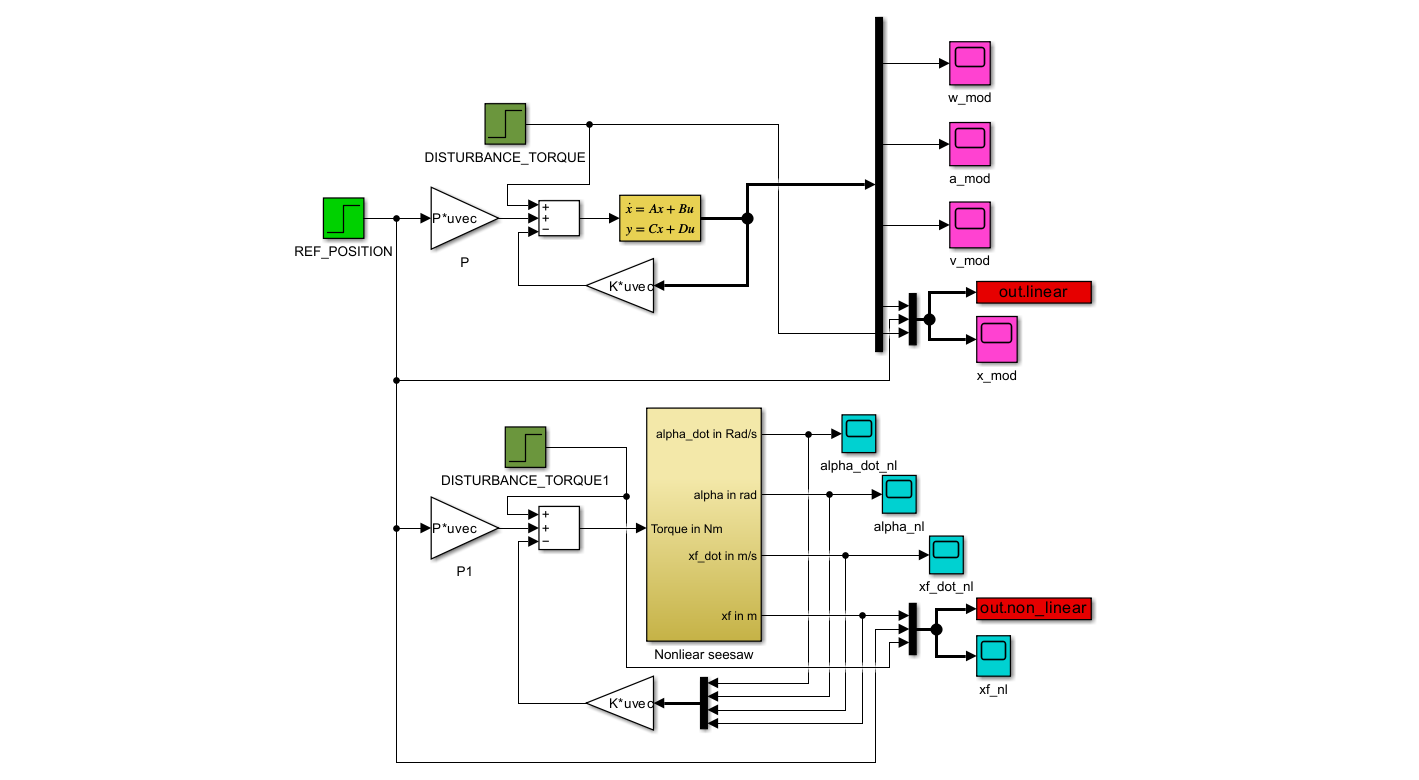 w_mod
DISTURBANCE_TORQUE
a_mod
REF_POSITION
P*uvec
P
+
+
−
ẋ = Ax + Bu
y = Cx + Du
v_mod
K*uvec
out.linear
x_mod
DISTURBANCE_TORQUE1
P*uvec
P1
+
+
−
alpha_dot in Rad/s
alpha in rad
Torque in Nm
xf_dot in m/s
xf in m
Nonliear seesaw
alpha_dot_nl
alpha_nl
xf_dot_nl
out.non_linear
xf_nl
K*uvec